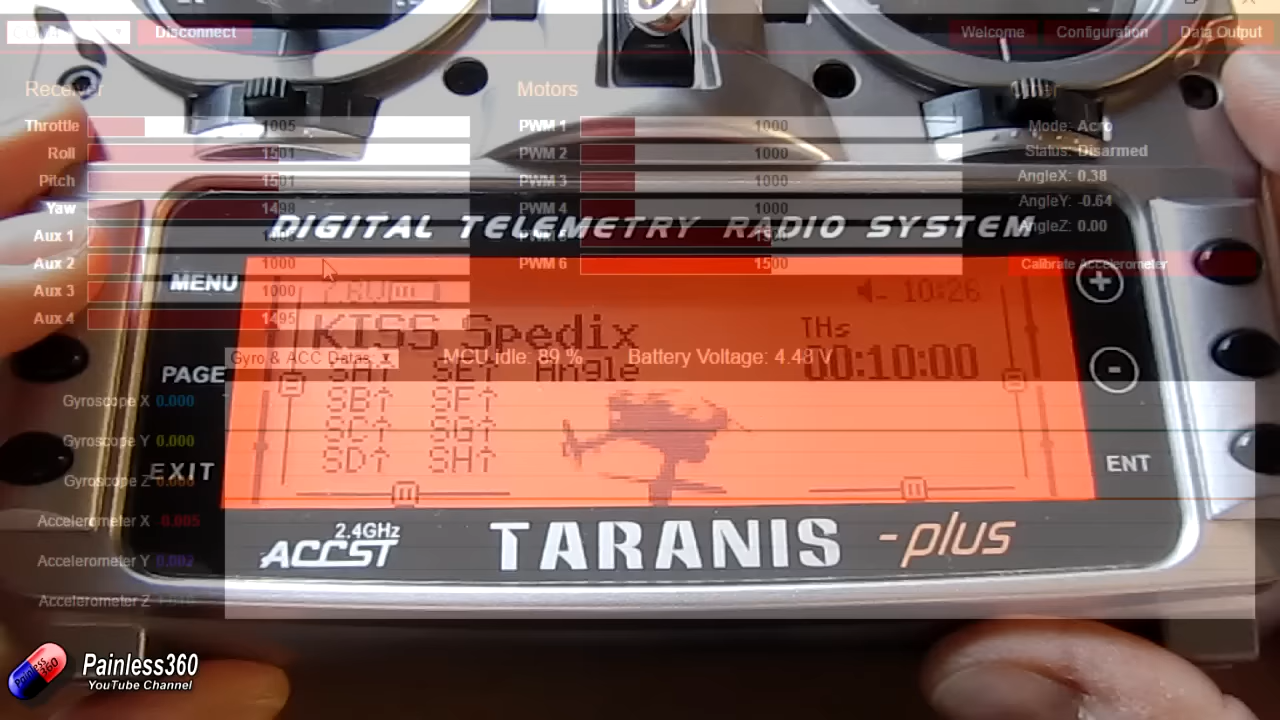 Disconnect
Welcome Configuration Data Output
Receiver Motors
Throttle 1005 PWM 1 1000 Mode: Acro
Roll 1501 PWM 2 1000 Status: Disarmed
Pitch 1501 PWM 3 1000 AngleX: 0.38
Yaw 1498 PWM 4 1000 AngleY: -0.64
DIGITAL TELEMETRY RADIO SYSTEM
Aux 1 AngleZ: 0.00
Aux 2 1000 PWM 6 1500 Calibrate Accelerometer
MENU
Aux 3 1000
10:26
Aux 4 1495
KISS Spedix THs
Gyro & ACC Datas: MCU idle: 89 % Battery Voltage: 4.48 V
00:10:00
PAGE SA↑ SE↑ Angle
Gyroscope X 0.000 SB↑ SF↑
SC↑ SG↑
Gyroscope Y 0.000
SD↑ SH↑
EXIT ENT
Gyroscope Z 0.000
Accelerometer X -0.005
2.4GHz
ACCST TARANIS -plus
Accelerometer Y 0.002
Accelerometer Z
Painless360
Painless360
YouTube Channel